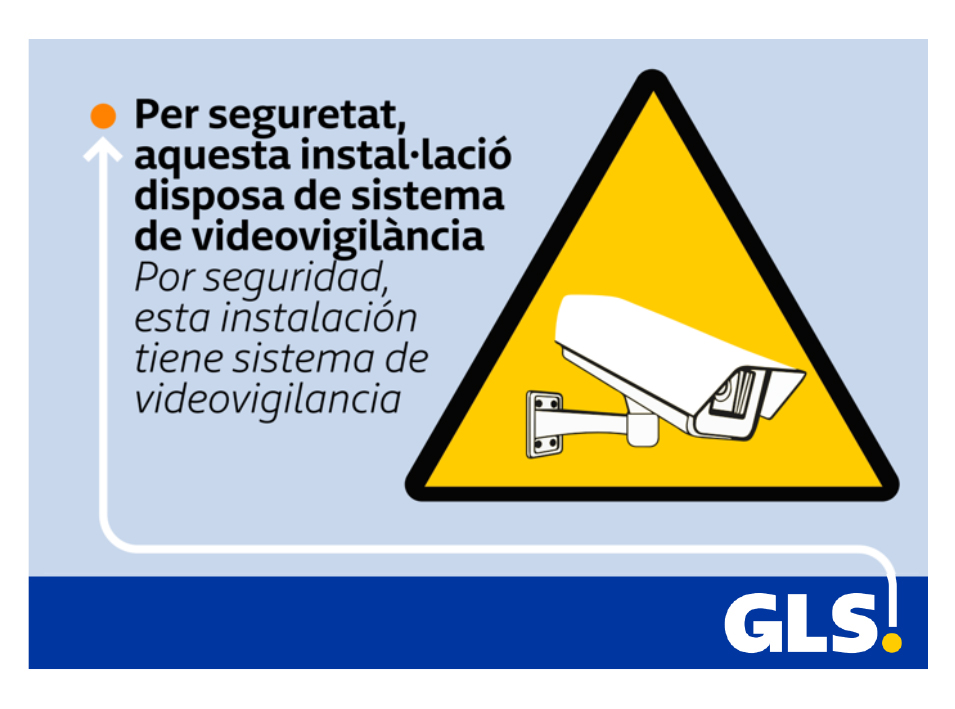 Per seguretat,
aquesta instal·lació
disposa de sistema
de videovigilància
Por seguridad,
esta instalación
tiene sistema de
videovigilancia
GLS.